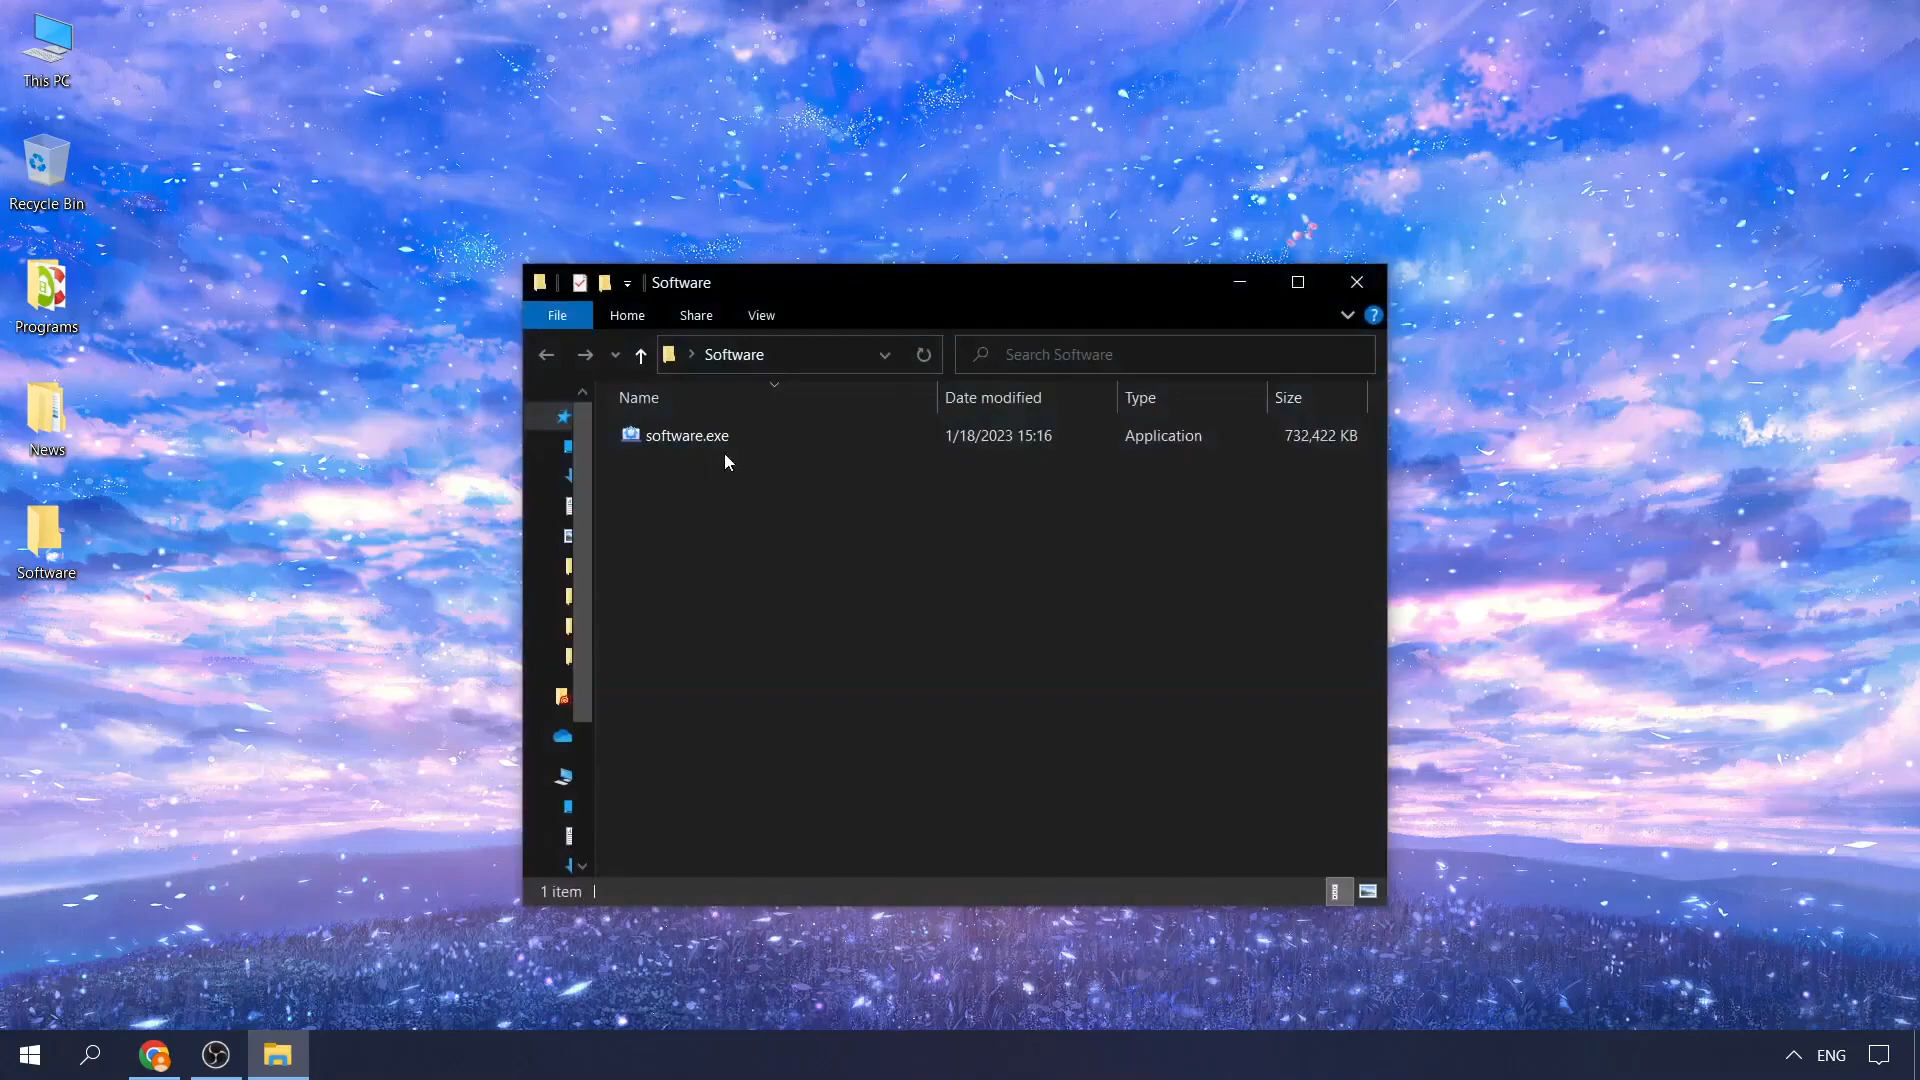 This PC
Recycle Bin
Programs
News
Software
Software
File Home Share View
Software
Search Software
Name Date modified Type Size
software.exe 1/18/2023 15:16 Application 732,422 KB
1 item
ENG